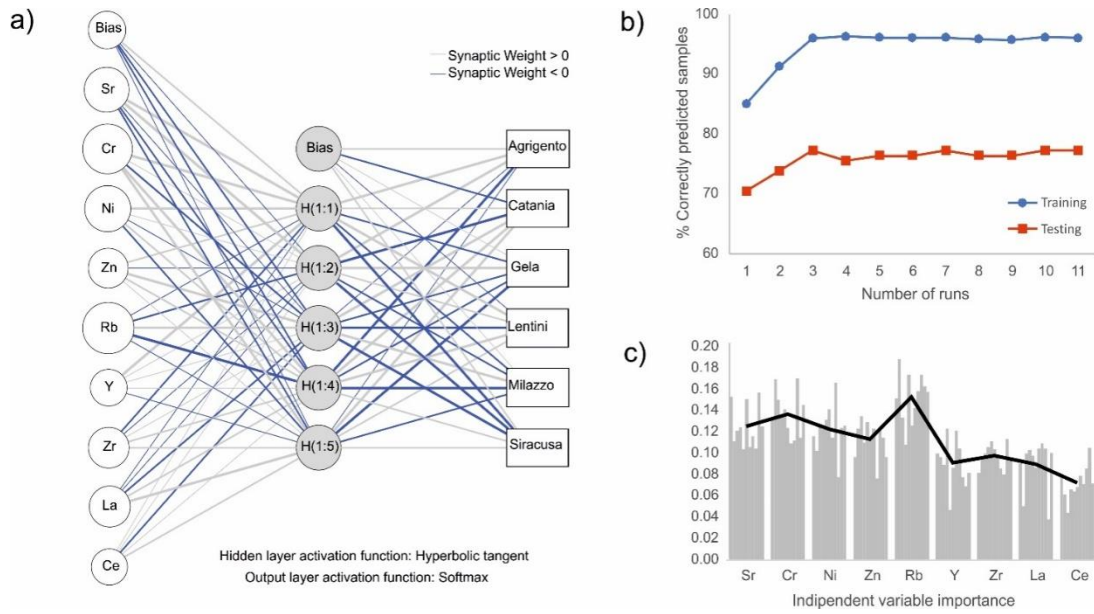 a)
Bias
Sr
Cr
Ni
Zn
Rb
Y
Zr
La
Ce
Synaptic Weight > 0
Synaptic Weight < 0
Bias
H(1:1)
H(1:2)
H(1:3)
H(1:4)
H(1:5)
Agrigento
Catania
Gela
Lentini
Milazzo
Siracusa
Hidden layer activation function: Hyperbolic tangent
Output layer activation function: Softmax
b)
% Correctly predicted samples
100
90
80
70
60
Training
Testing
1 2 3 4 5 6 7 8 9 10 11
Number of runs
c)
0.20
0.18
0.16
0.14
0.12
0.10
0.08
0.06
0.04
0.02
0.00
Sr Cr Ni Zn Rb Y Zr La Ce
Indipendent variable importance